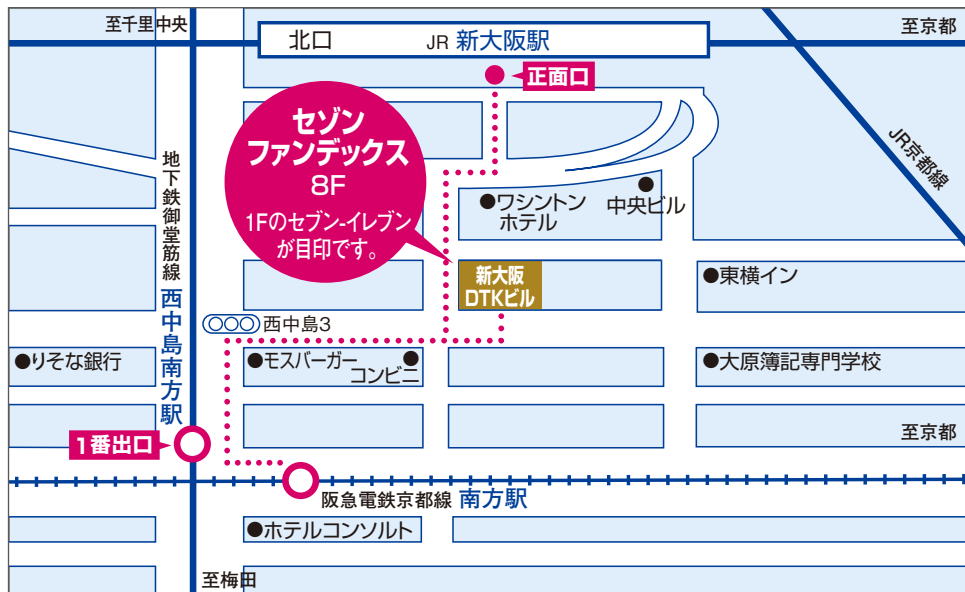 至千里中央
北口
JR 新大阪駅
至京都
正面口
セゾン
ファンデックス
8F
1Fのセブン-イレブン
が目印です。
地下鉄御堂筋線
西中島南方駅
JR京都線
●ワシントン
ホテル
中央ビル
新大阪
DTKビル
●東横イン
西中島3
●りそな銀行
●モスバーガー
コンビニ
●大原簿記専門学校
1番出口
至京都
阪急電鉄京都線 南方駅
●ホテルコンソルト
至梅田